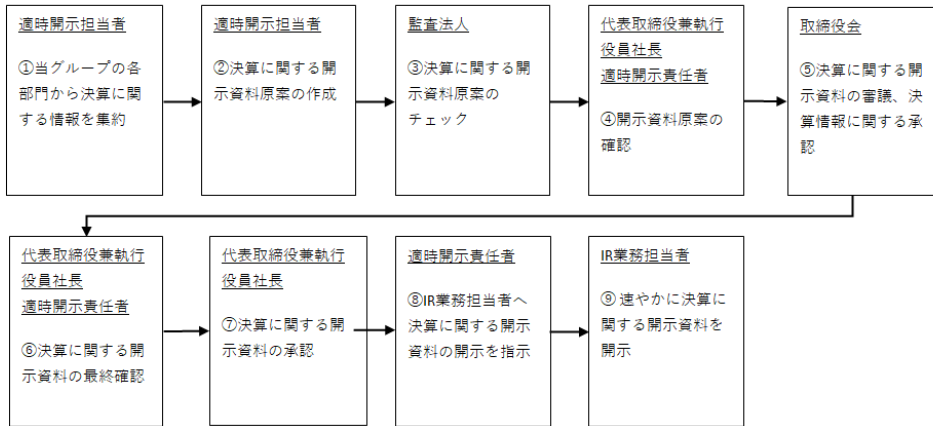 適時開示担当者
①当グループの各
部門から決算に関
する情報を集約
適時開示担当者
②決算に関する開
示資料原案の作成
監査法人
③決算に関する開
示資料原案の
チェック
代表取締役兼執行
役員社長
適時開示責任者
④開示資料原案の
確認
取締役会
⑤決算に関する開
示資料の審議、決
算情報に関する承
認
代表取締役兼執行
役員社長
適時開示責任者
⑥決算に関する開
示資料の最終確認
代表取締役兼執行
役員社長
⑦決算に関する開
示資料の承認
適時開示責任者
⑧IR業務担当者へ
決算に関する開示
資料の開示を指示
IR業務担当者
⑨ 速やかに決算に
関する開示資料を
開示